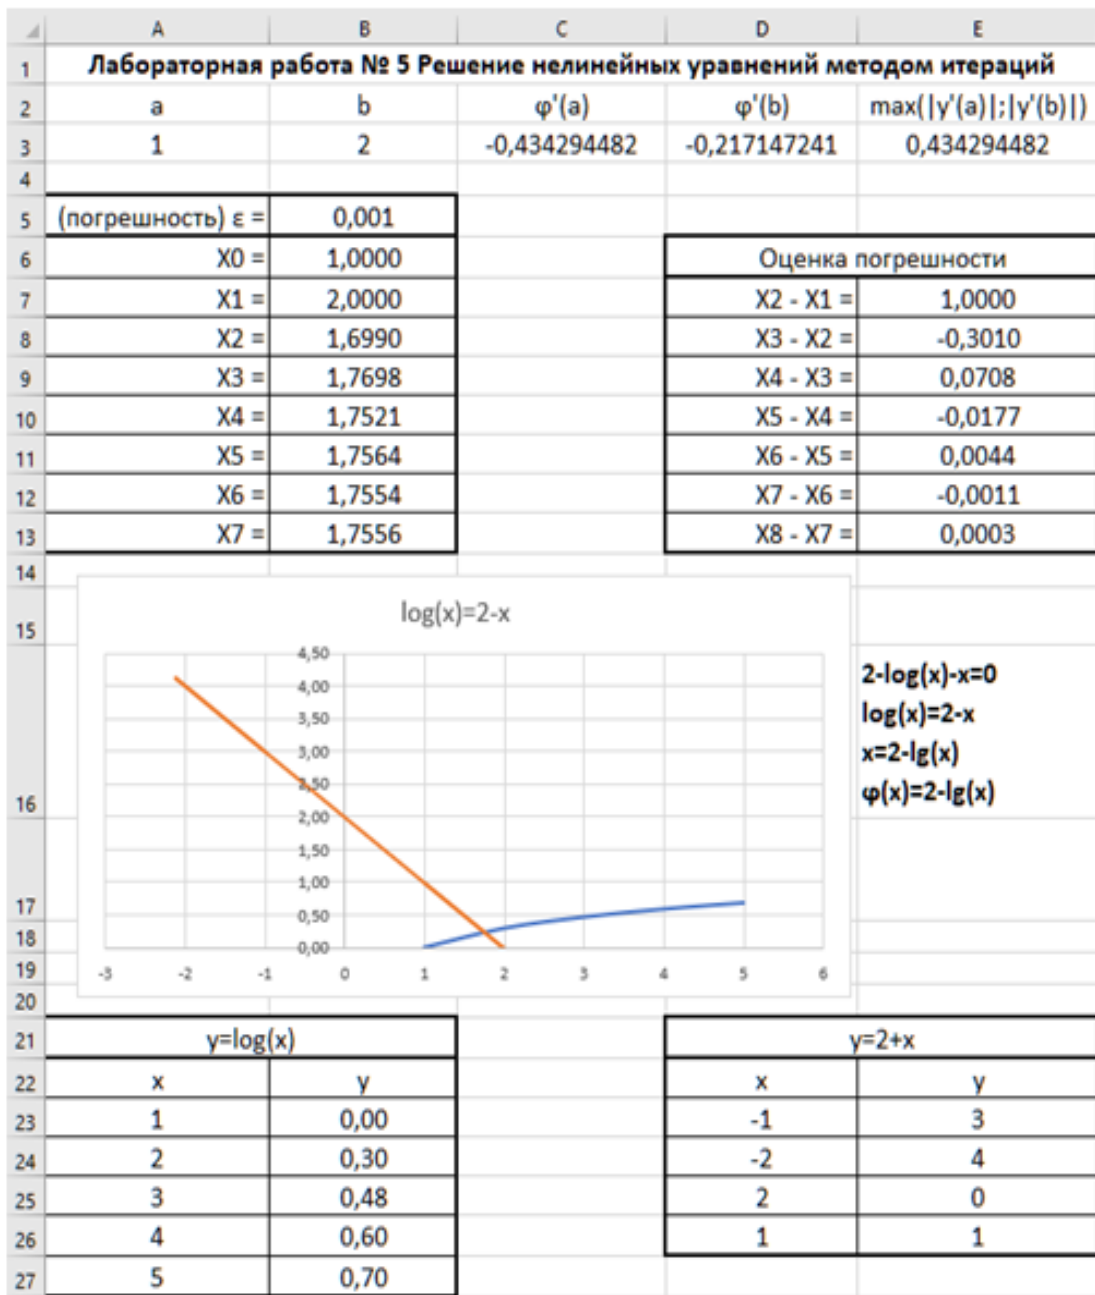 A B C D E
1 Лабораторная работа № 5 Решение нелинейных уравнений методом итераций
2 a b φ'(a) φ'(b) max(|y'(a)|;|y'(b)|)
3 1 2 -0,434294482 -0,217147241 0,434294482
4
5 (погрешность) ε = 0,001
6 X0 = 1,0000 Оценка погрешности
7 X1 = 2,0000 X2 - X1 = 1,0000
8 X2 = 1,6990 X3 - X2 = -0,3010
9 X3 = 1,7698 X4 - X3 = 0,0708
10 X4 = 1,7521 X5 - X4 = -0,0177
11 X5 = 1,7564 X6 - X5 = 0,0044
12 X6 = 1,7554 X7 - X6 = -0,0011
13 X7 = 1,7556 X8 - X7 = 0,0003
14
15
log(x)=2-x
4,50
4,00
3,50
3,00
2,50
2,00
1,50
1,00
0,50
0,00
-3 -2 -1 0 1 2 3 4 5 6
2-log(x)-x=0
log(x)=2-x
x=2-lg(x)
φ(x)=2-lg(x)
16
17
18
19
20
21 y=log(x) y=2+x
22 x y x y
23 1 0,00 -1 3
24 2 0,30 -2 4
25 3 0,48 2 0
26 4 0,60 1 1
27 5 0,70